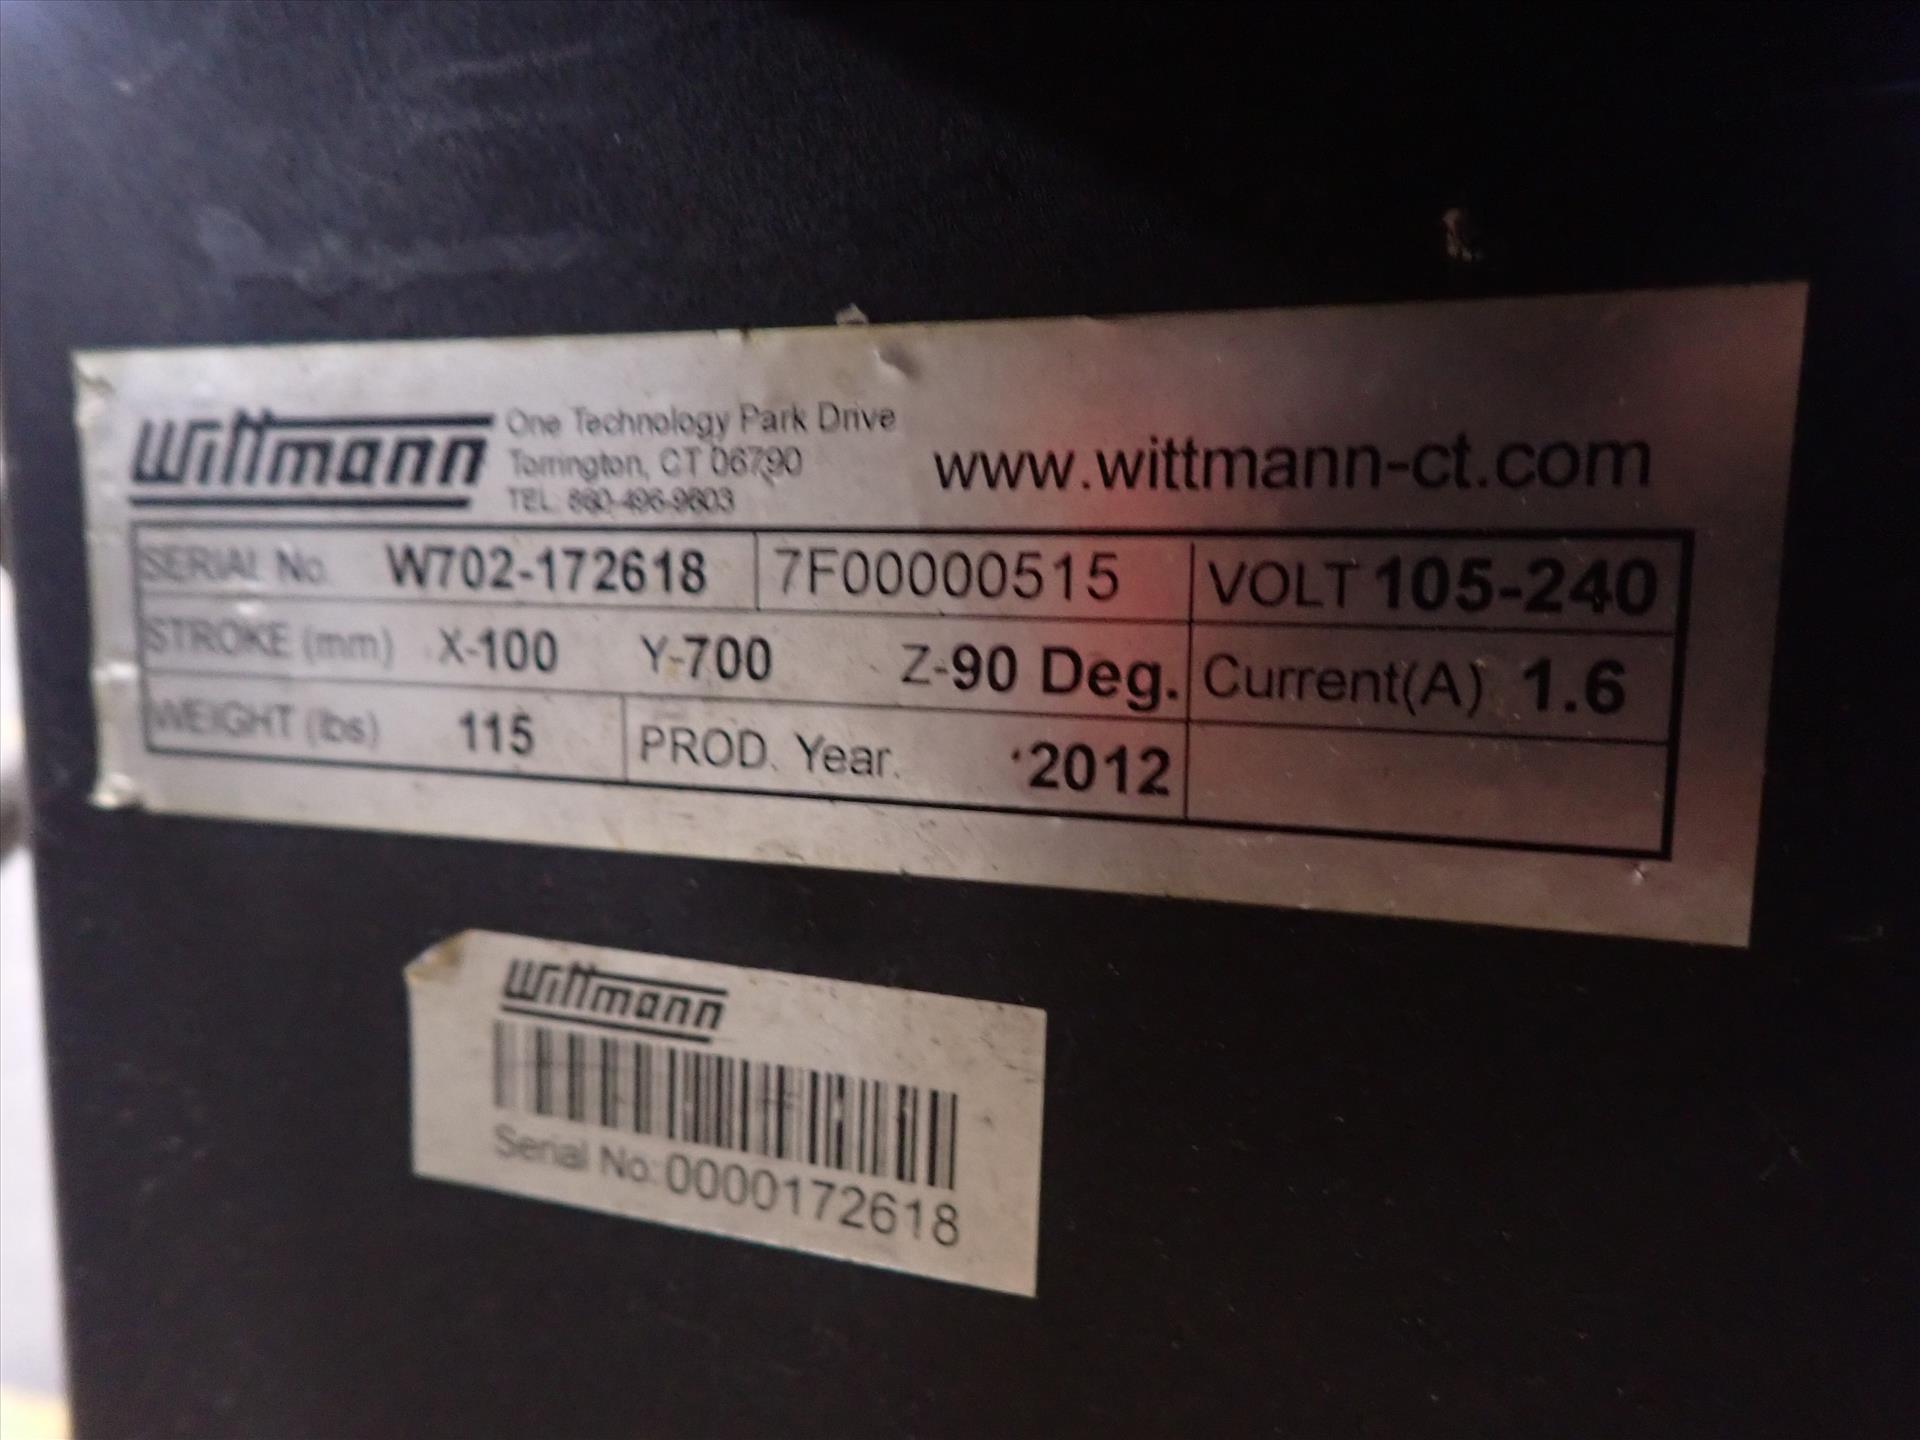 Wittmann
One Technology Park Drive
Torrington, CT 06790
TEL: 860-496-9603
www.wittmann-ct.com
SERIAL No. W702-172618 7F00000515 VOLT 105-240
STROKE (mm) X-100 Y-700 Z-90 Deg. Current(A) 1.6
WEIGHT (lbs) 115 PROD. Year. 2012
Wittmann
Serial No.: 0000172618